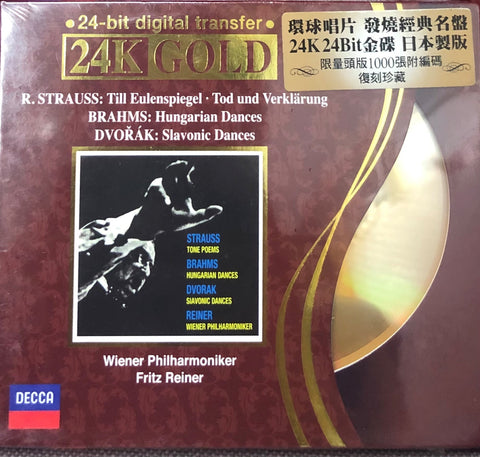 24-bit digital transfer
24K GOLD
環球唱片 發燒經典名盤
24K 24Bit金碟 日本製版
限量頭版1000張附編碼
復刻珍藏
R. STRAUSS: Till Eulenspiegel · Tod und Verklärung
BRAHMS: Hungarian Dances
DVOŘÁK: Slavonic Dances
STRAUSS
TONE POEMS
BRAHMS
HUNGARIAN DANCES
DVORAK
SLAVONIC DANCES
REINER
WIENER PHILHARMONIKER
Wiener Philharmoniker
Fritz Reiner
DECCA